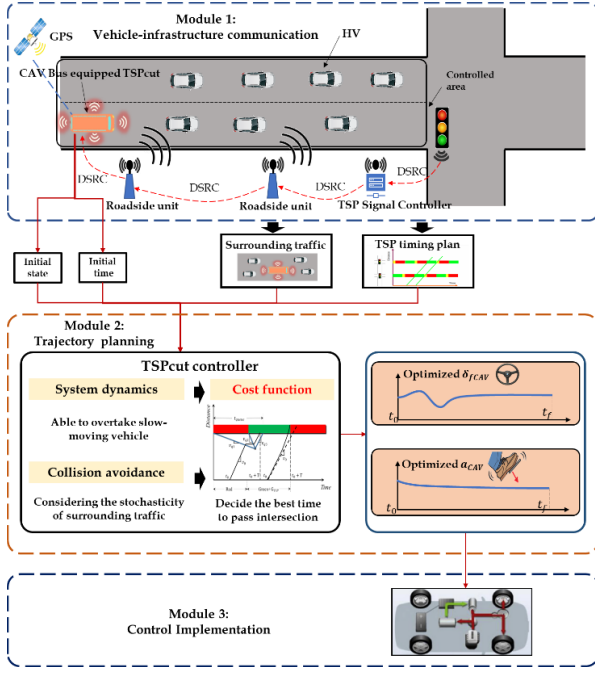 Module 1:
Vehicle-infrastructure communication
GPS
HV
CAV Bus equipped TSPcut
Controlled
area
DSRC
DSRC
DSRC
DSRC
Roadside unit
Roadside unit
TSP Signal Controller
Initial
state
Initial
time
Surrounding traffic
TSP timing plan
Module 2:
Trajectory planning
TSPcut controller
System dynamics
Cost function
Able to overtake slow-
moving vehicle
Distance
Time
Collision avoidance
Considering the stochasticity
of surrounding traffic
Decide the best time
to pass intersection
Optimized δfCAV
t0
tf
Optimized aCAV
t0
tf
Module 3:
Control Implementation